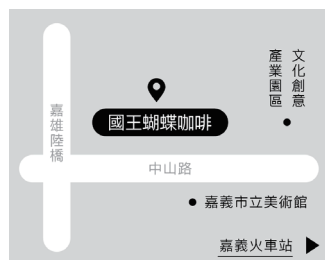 文化創意
產業園區
嘉雄陸橋
國王蝴蝶咖啡
中山路
嘉義市立美術館
嘉義火車站